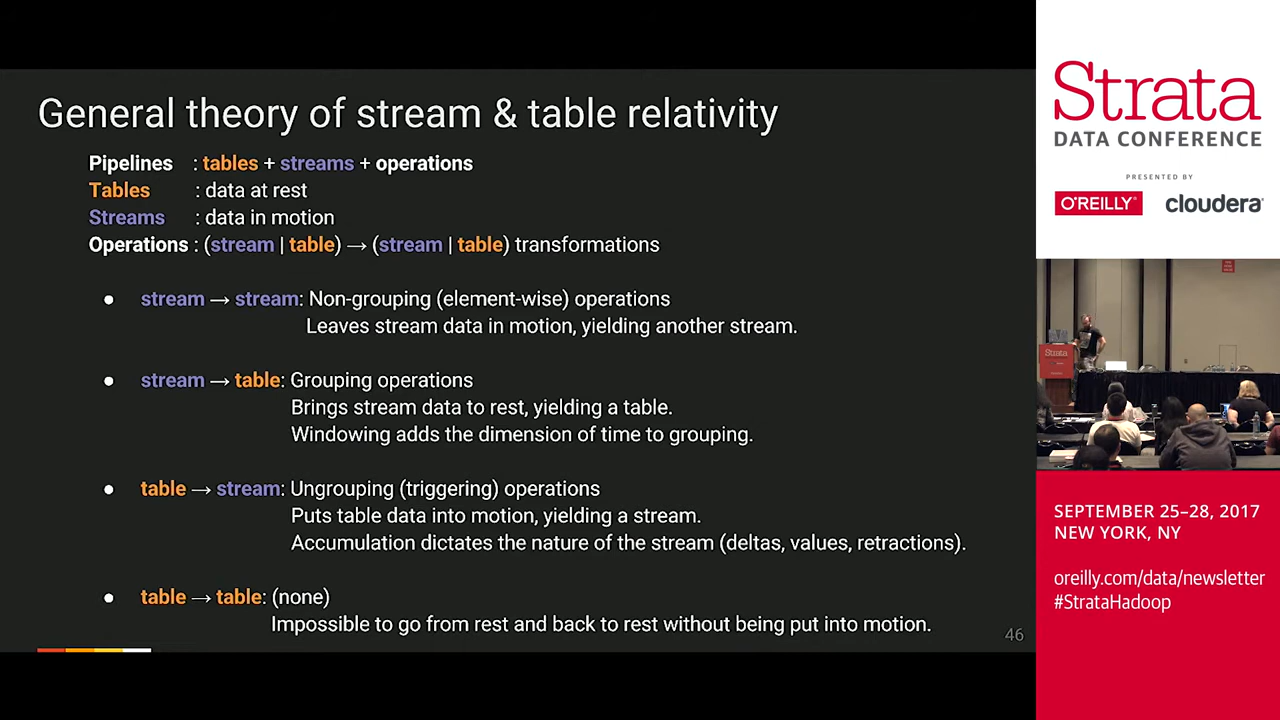 General theory of stream & table relativity
Pipelines : tables + streams + operations
Tables : data at rest
Streams : data in motion
Operations : (stream | table) → (stream | table) transformations
● stream → stream: Non-grouping (element-wise) operations
Leaves stream data in motion, yielding another stream.
● stream → table: Grouping operations
Brings stream data to rest, yielding a table.
Windowing adds the dimension of time to grouping.
● table → stream: Ungrouping (triggering) operations
Puts table data into motion, yielding a stream.
Accumulation dictates the nature of the stream (deltas, values, retractions).
● table → table: (none)
Impossible to go from rest and back to rest without being put into motion.
46
Strata
DATA CONFERENCE
PRESENTED BY
O'REILLY® cloudera
Strata
SEPTEMBER 25–28, 2017
NEW YORK, NY
oreilly.com/data/newsletter
#StrataHadoop